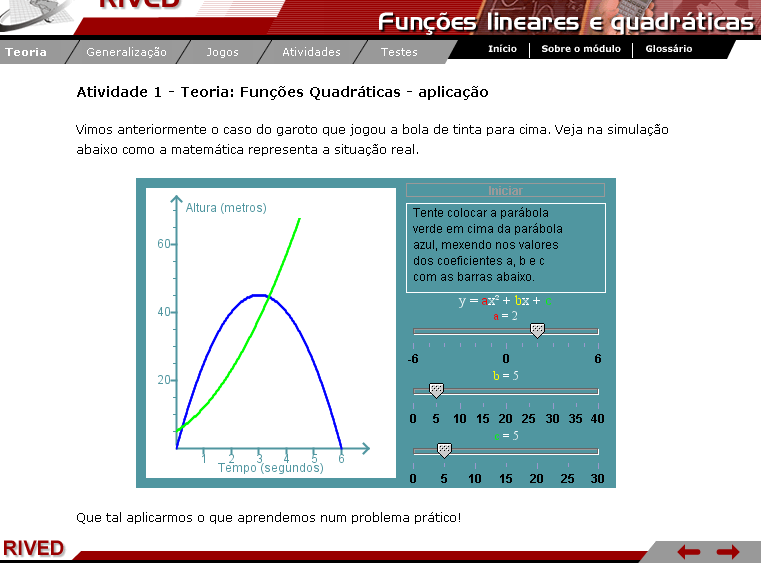 RIVED
Funções lineares e quadráticas
Teoria Generalização Jogos Atividades Testes Início Sobre o módulo Glossário
Atividade 1 - Teoria: Funções Quadráticas - aplicação
Vimos anteriormente o caso do garoto que jogou a bola de tinta para cima. Veja na simulação
abaixo como a matemática representa a situação real.
Altura (metros)
60
40
20
1 2 3 4 5 6
Tempo (segundos)
Iniciar
Tente colocar a parábola
verde em cima da parábola
azul, mexendo nos valores
dos coeficientes a, b e c
com as barras abaixo.
y = ax² + bx + c
a = 2
-6 0 6
b = 5
0 5 10 15 20 25 30 35 40
c = 5
0 5 10 15 20 25 30
Que tal aplicarmos o que aprendemos num problema prático!
RIVED